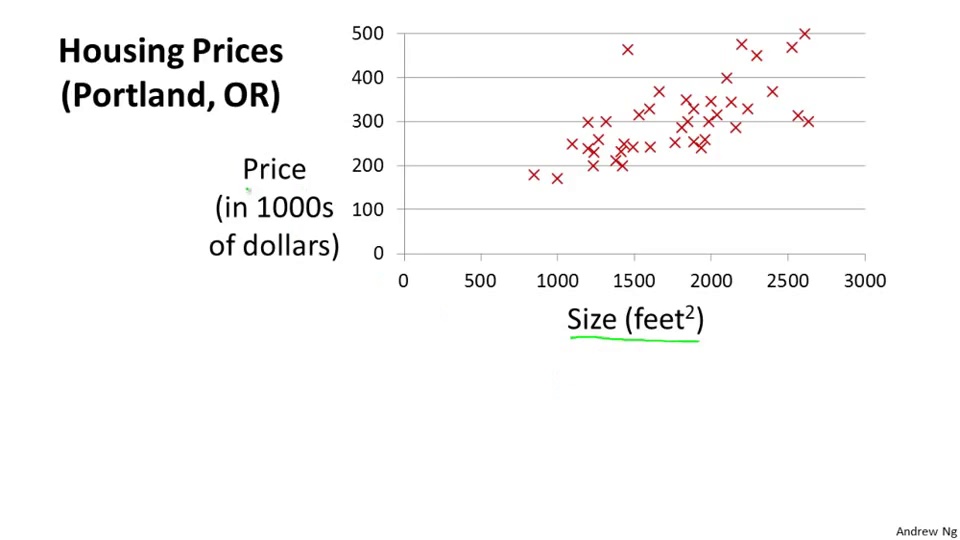 Housing Prices
(Portland, OR)
Price
(in 1000s
of dollars)
500
400
300
200
100
0
0 500 1000 1500 2000 2500 3000
Size (feet²)
Andrew Ng